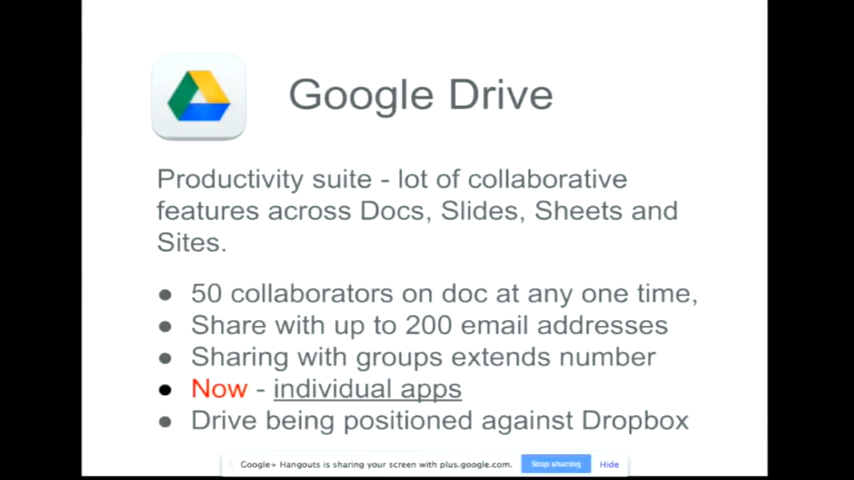 Google Drive
Productivity suite - lot of collaborative
features across Docs, Slides, Sheets and
Sites.
● 50 collaborators on doc at any one time,
● Share with up to 200 email addresses
● Sharing with groups extends number
● Now - individual apps
● Drive being positioned against Dropbox
Google+ Hangouts is sharing your screen with plus.google.com. Stop sharing Hide